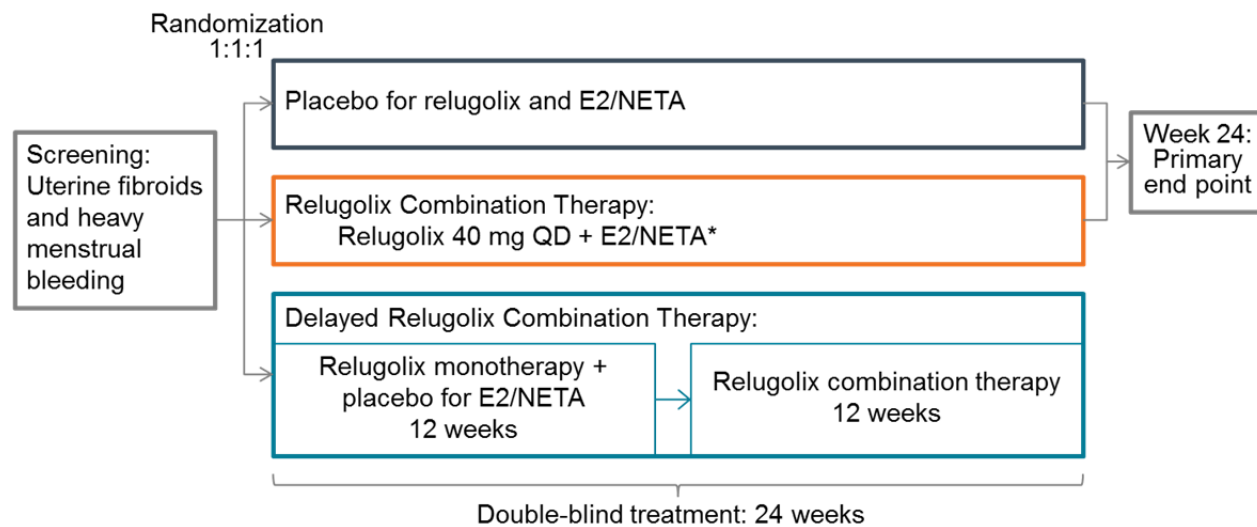 Randomization
1:1:1
Screening:
Uterine fibroids
and heavy
menstrual
bleeding
Placebo for relugolix and E2/NETA
Relugolix Combination Therapy:
Relugolix 40 mg QD + E2/NETA*
Delayed Relugolix Combination Therapy:
Relugolix monotherapy +
placebo for E2/NETA
12 weeks
Relugolix combination therapy
12 weeks
Week 24:
Primary
end point
Double-blind treatment: 24 weeks